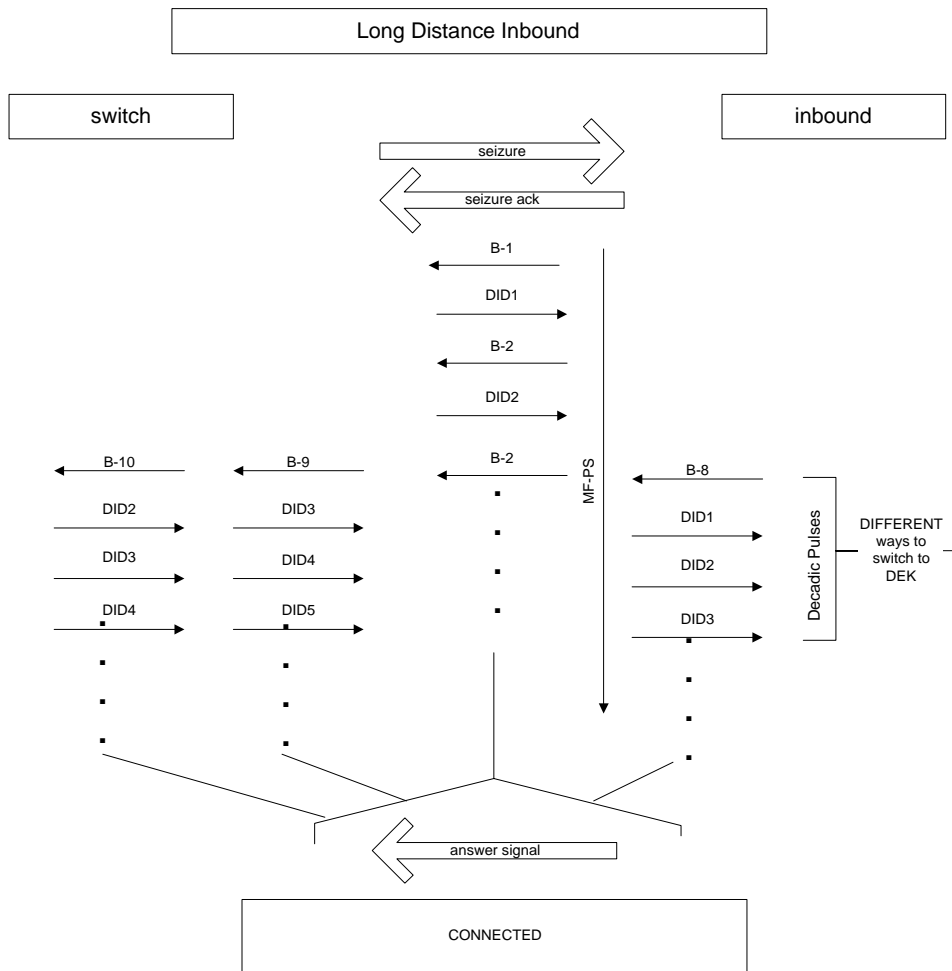 Long Distance Inbound
switch
inbound
seizure
seizure ack
B-1
DID1
B-2
DID2
B-2
MF-PS
B-10
DID2
DID3
DID4
B-9
DID3
DID4
DID5
B-8
DID1
DID2
DID3
Decadic Pulses
DIFFERENT
ways to
switch to
DEK
answer signal
CONNECTED